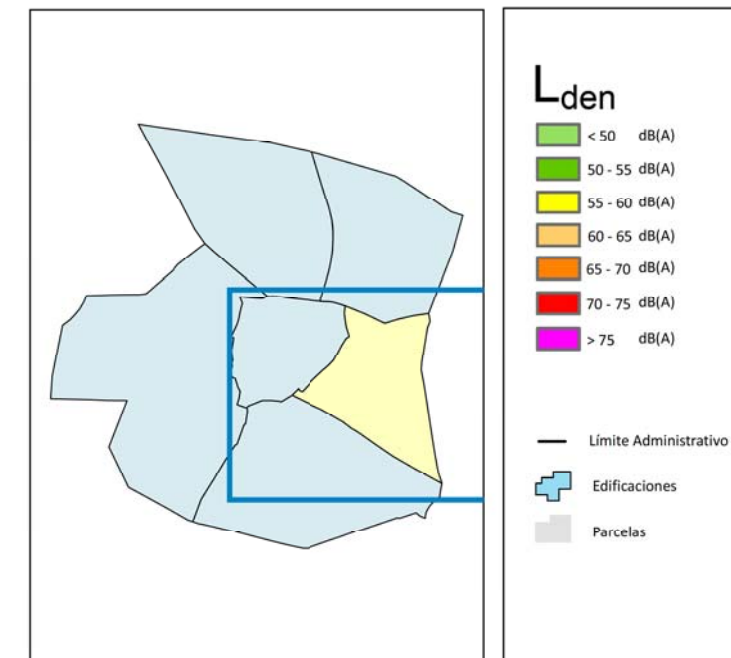 Lden
< 50 dB(A)
50 - 55 dB(A)
55 - 60 dB(A)
60 - 65 dB(A)
65 - 70 dB(A)
70 - 75 dB(A)
> 75 dB(A)
Límite Administrativo
Edificaciones
Parcelas